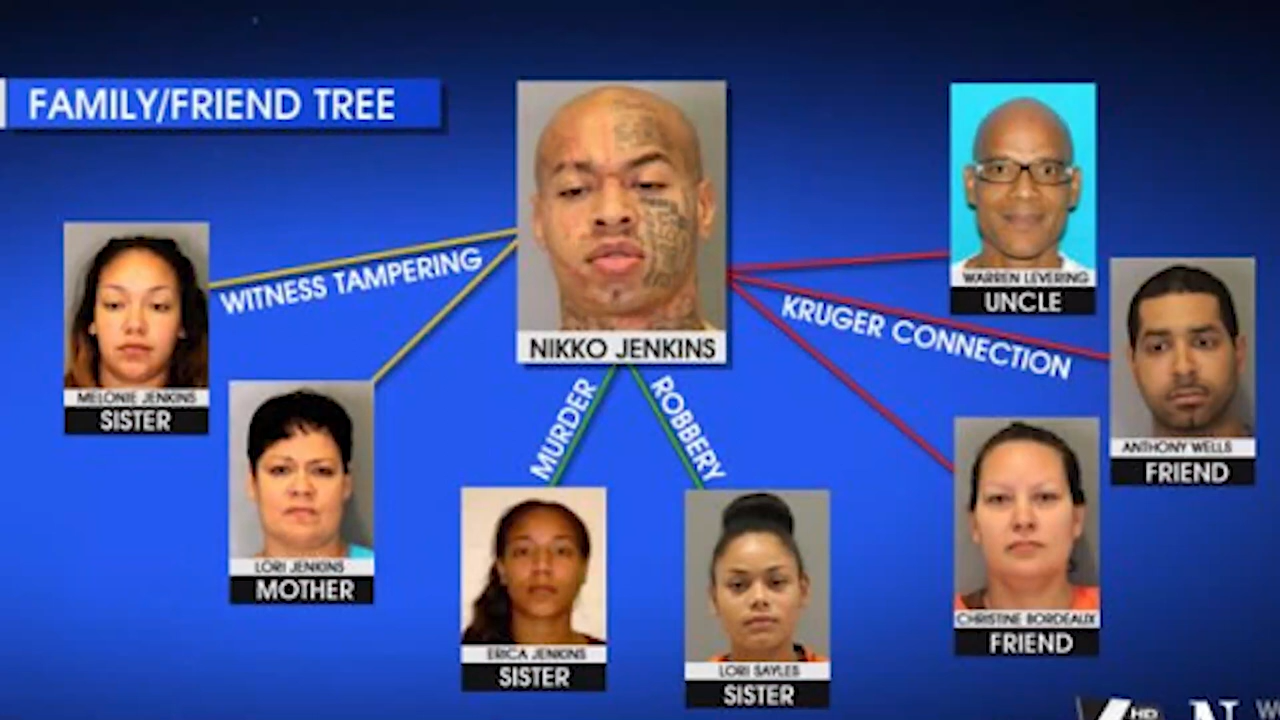 FAMILY/FRIEND TREE
NIKKO JENKINS
WITNESS TAMPERING
MELONIE JENKINS
SISTER
LORI JENKINS
MOTHER
MURDER
ERICA JENKINS
SISTER
ROBBERY
LORI SAYLES
SISTER
KRUGER CONNECTION
WARREN LEVERING
UNCLE
ANTHONY WELLS
FRIEND
CHRISTINE BORDEAUX
FRIEND
HD